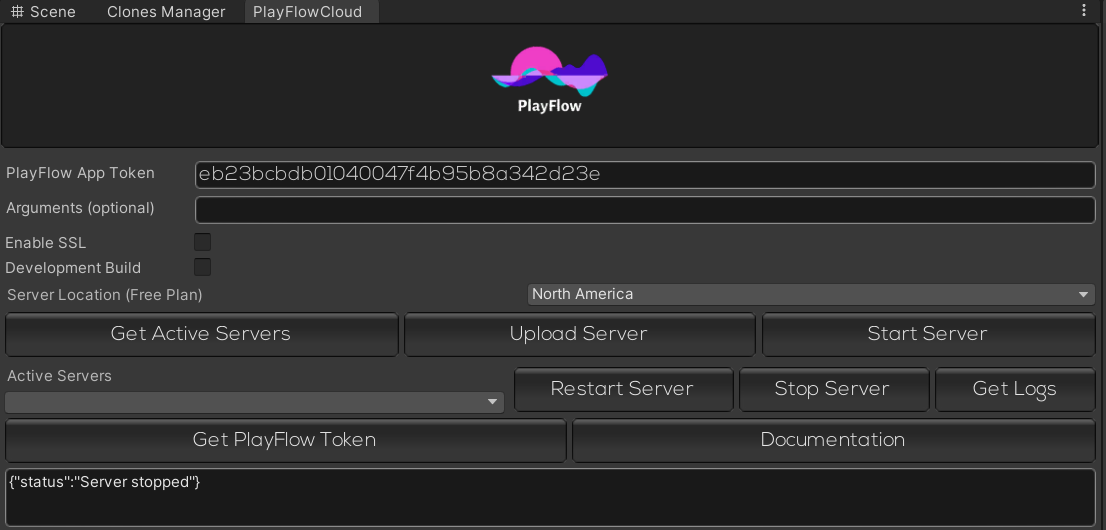 Scene Clones Manager PlayFlowCloud
PlayFlow
PlayFlow App Token eb23bcbdb01040047f4b95b8a342d23e
Arguments (optional)
Enable SSL
Development Build
Server Location (Free Plan) North America
Get Active Servers Upload Server Start Server
Active Servers
Restart Server Stop Server Get Logs
Get PlayFlow Token Documentation
{"status":"Server stopped"}